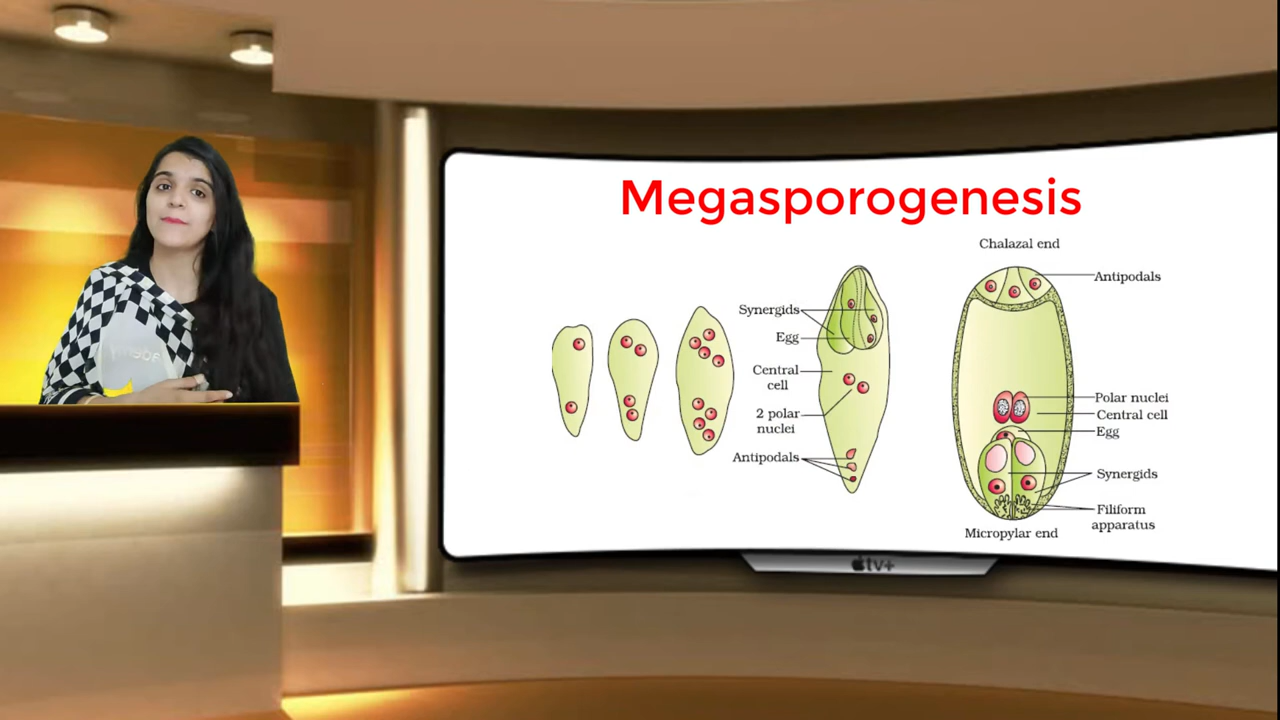 Megasporogenesis
Chalazal end
Antipodals
Synergids
Egg
Central
cell
2 polar
nuclei
Antipodals
Polar nuclei
Central cell
Egg
Synergids
Filiform
apparatus
Micropylar end
tv+